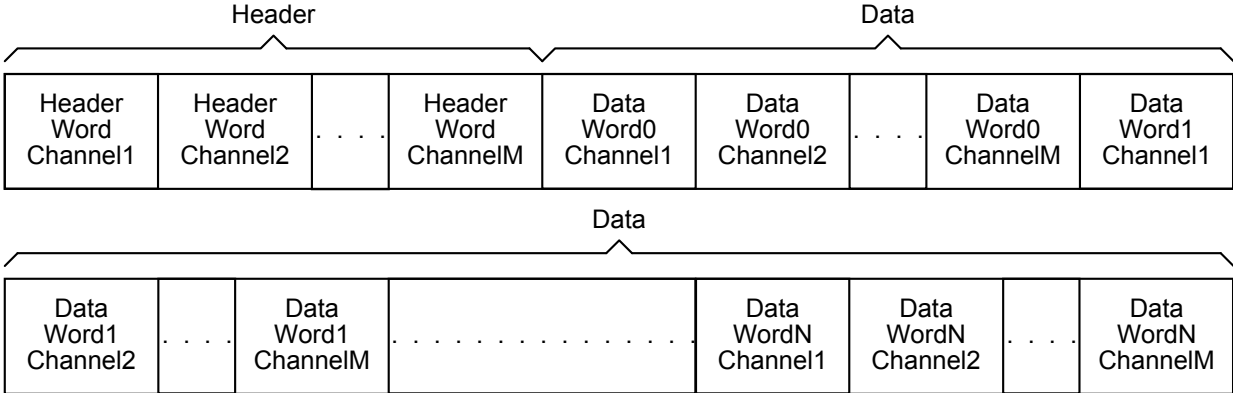 Header
Data
Header
Word
Channel1
Header
Word
Channel2
. . . .
Header
Word
ChannelM
Data
Word0
Channel1
Data
Word0
Channel2
. . . .
Data
Word0
ChannelM
Data
Word1
Channel1
Data
Data
Word1
Channel2
. . . .
Data
Word1
ChannelM
. . . . . . . . . . . . . . .
Data
WordN
Channel1
Data
WordN
Channel2
. . . .
Data
WordN
ChannelM